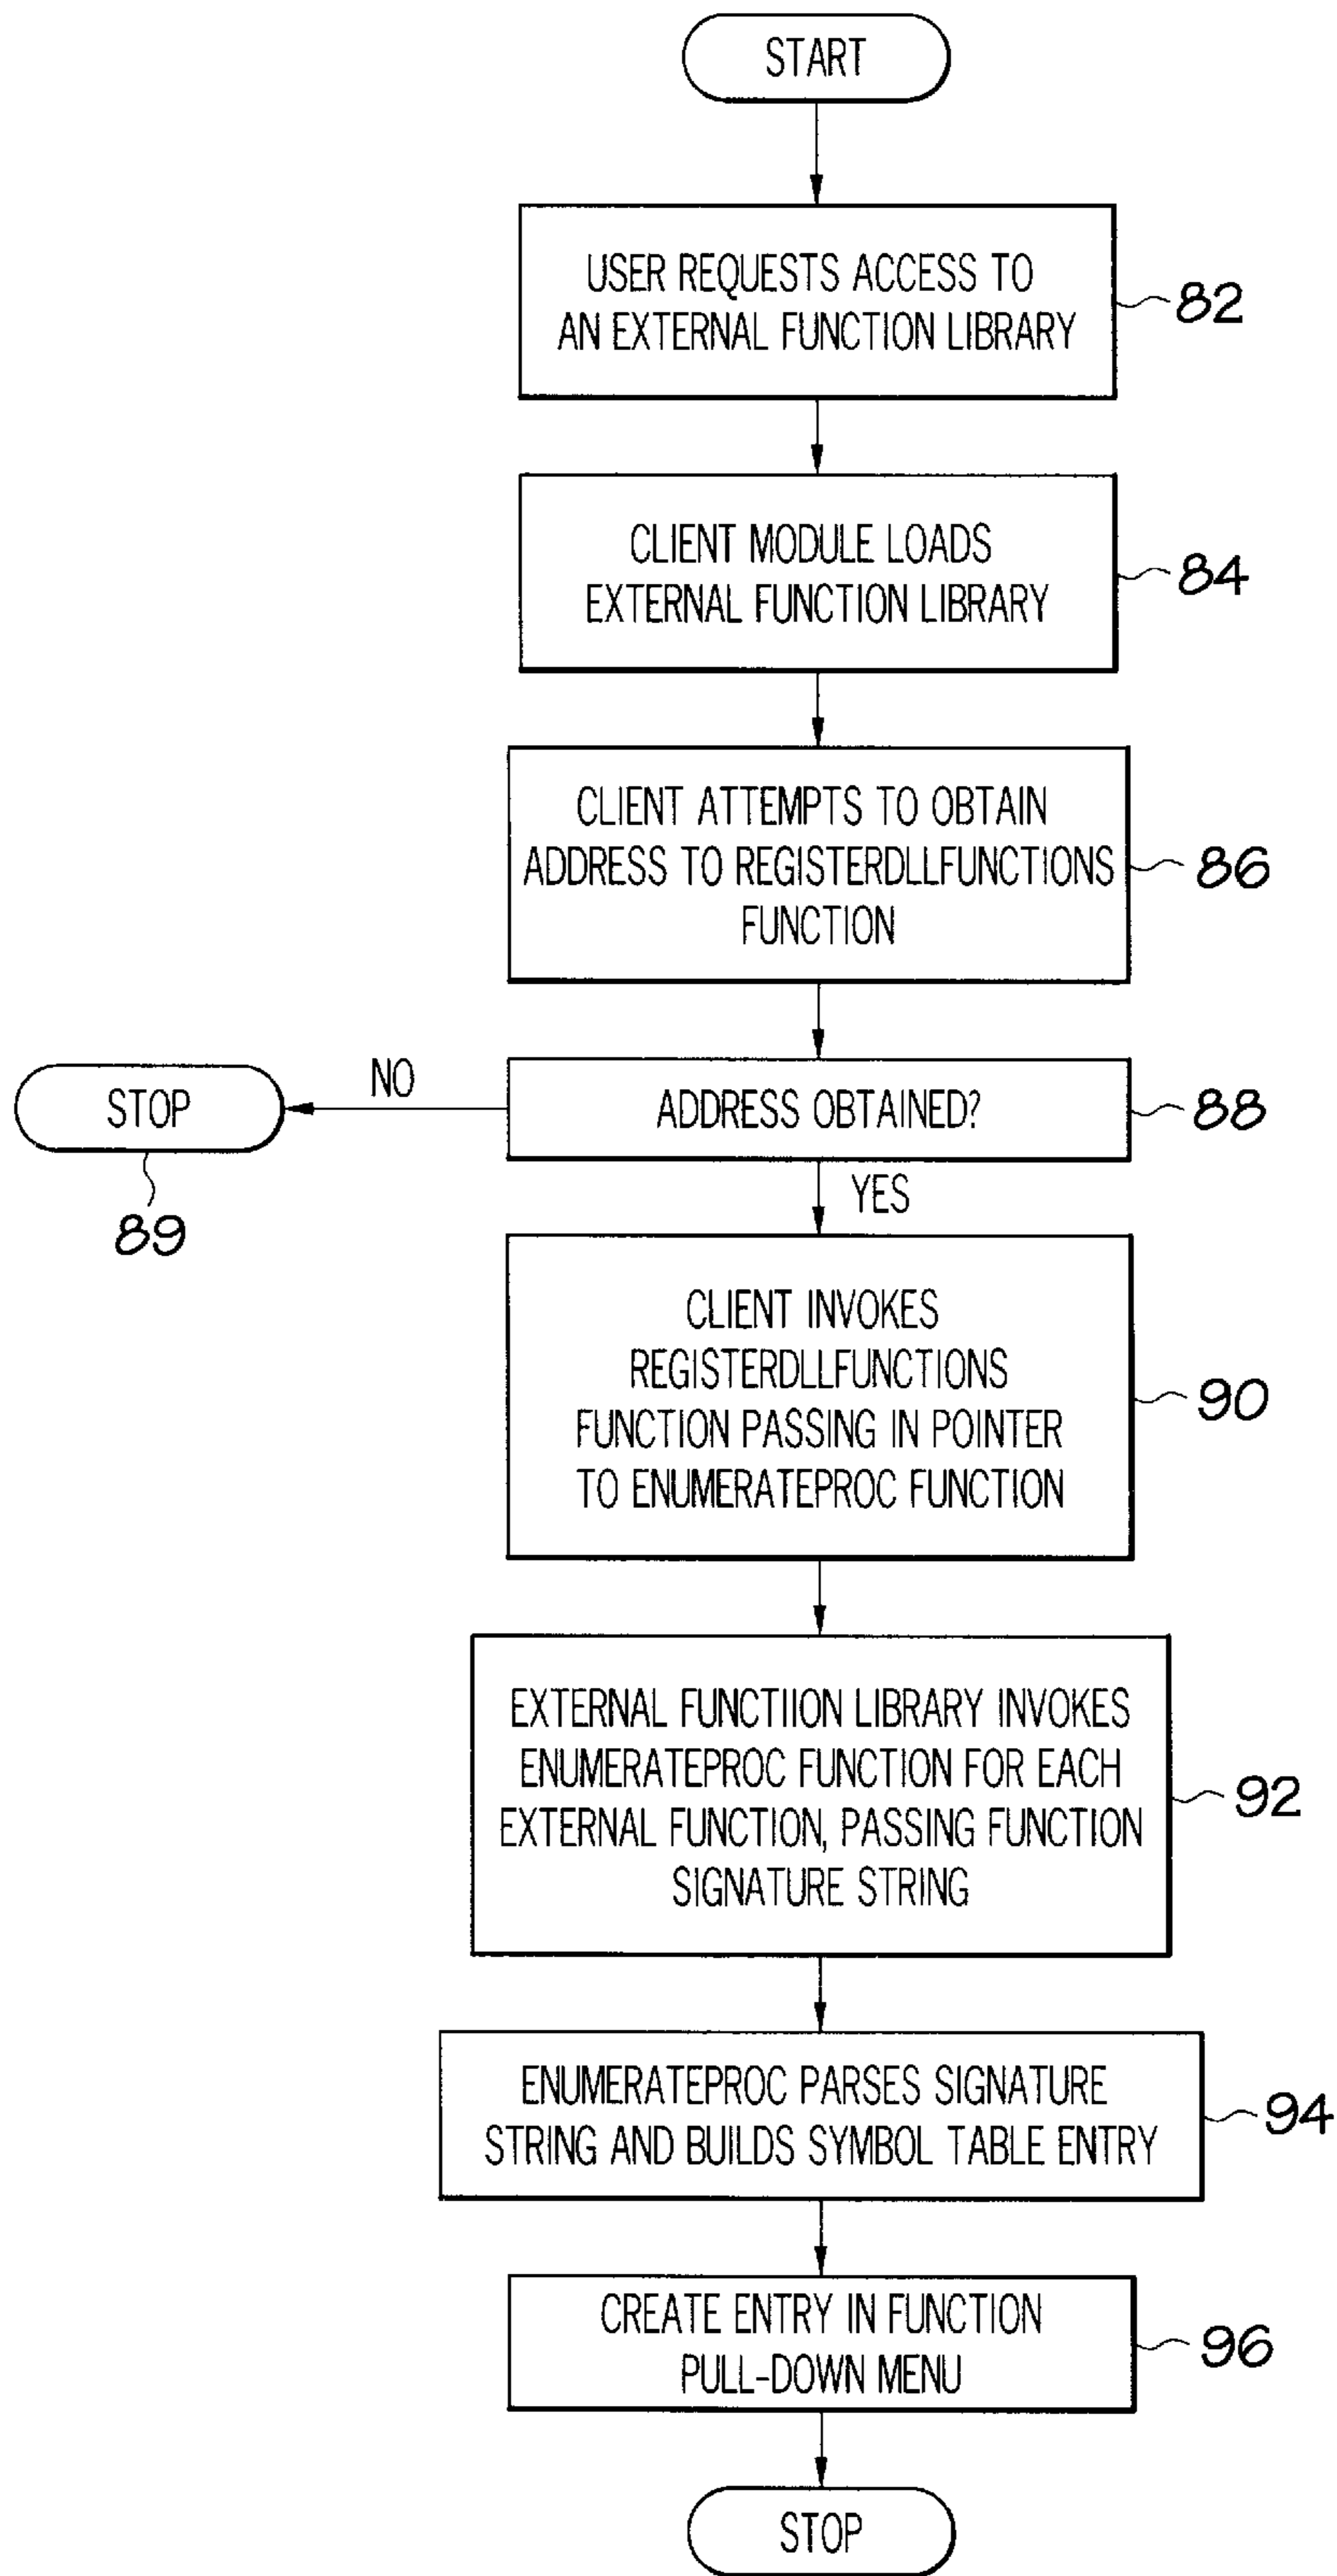 START
USER REQUESTS ACCESS TO
AN EXTERNAL FUNCTION LIBRARY
82
CLIENT MODULE LOADS
EXTERNAL FUNCTION LIBRARY
84
CLIENT ATTEMPTS TO OBTAIN
ADDRESS TO REGISTERDLLFUNCTIONS
FUNCTION
86
STOP
89
NO
ADDRESS OBTAINED?
88
YES
CLIENT INVOKES
REGISTERDLLFUNCTIONS
FUNCTION PASSING IN POINTER
TO ENUMERATEPROC FUNCTION
90
EXTERNAL FUNCTIION LIBRARY INVOKES
ENUMERATEPROC FUNCTION FOR EACH
EXTERNAL FUNCTION, PASSING FUNCTION
SIGNATURE STRING
92
ENUMERATEPROC PARSES SIGNATURE
STRING AND BUILDS SYMBOL TABLE ENTRY
94
CREATE ENTRY IN FUNCTION
PULL-DOWN MENU
96
STOP